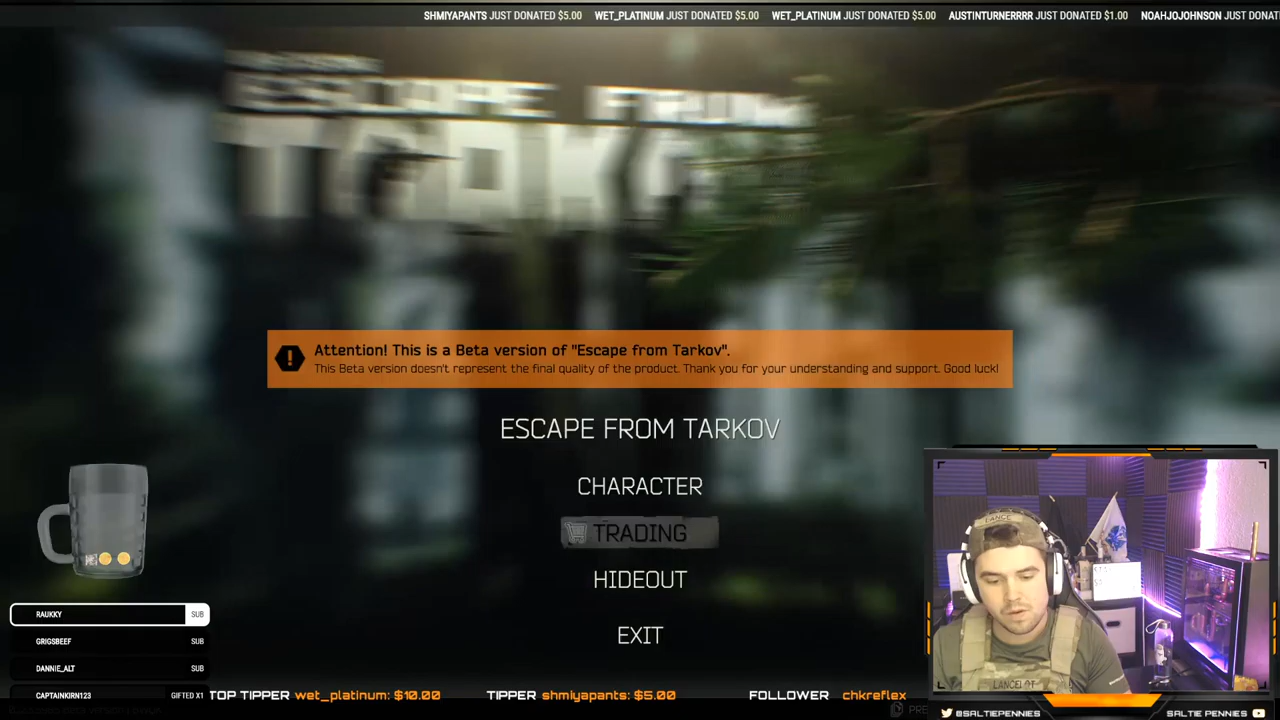 SHMIYAPANTS JUST DONATED $5.00 WET_PLATINUM JUST DONATED $5.00 WET_PLATINUM JUST DONATED $5.00 AUSTINTURNERRRR JUST DONATED $1.00 NOAHJOJOHNSON JUST DONAT
ESCAPE FROM
Attention! This is a Beta version of "Escape from Tarkov".
This Beta version doesn't represent the final quality of the product. Thank you for your understanding and support. Good luck!
ESCAPE FROM TARKOV
CHARACTER
TRADING
HIDEOUT
EXIT
LANCE
RAUKKY SUB
GRIGSBEEF SUB
DANNIE_ALT SUB
CAPTAINKIRN123 GIFTED X1
TOP TIPPER wet_platinum: $10.00 TIPPER shmiyapants: $5.00 FOLLOWER chkreflex
@SALTIEPENNIES SALTIE PENNIES